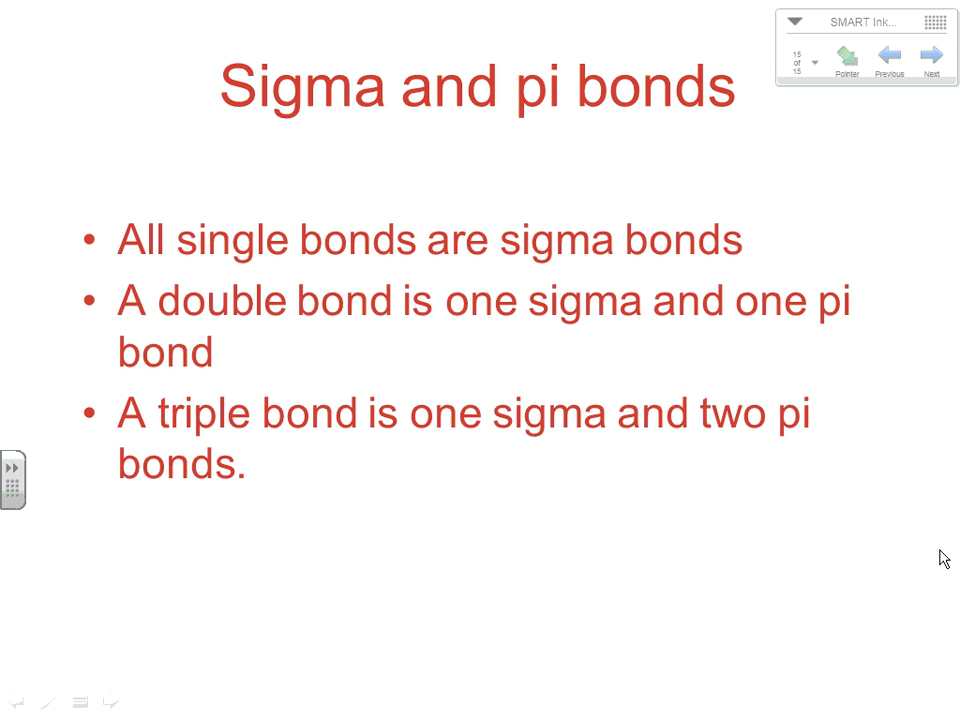 SMART Ink...
15
of
15
Pointer Previous Next
Sigma and pi bonds
• All single bonds are sigma bonds
• A double bond is one sigma and one pi
bond
• A triple bond is one sigma and two pi
bonds.